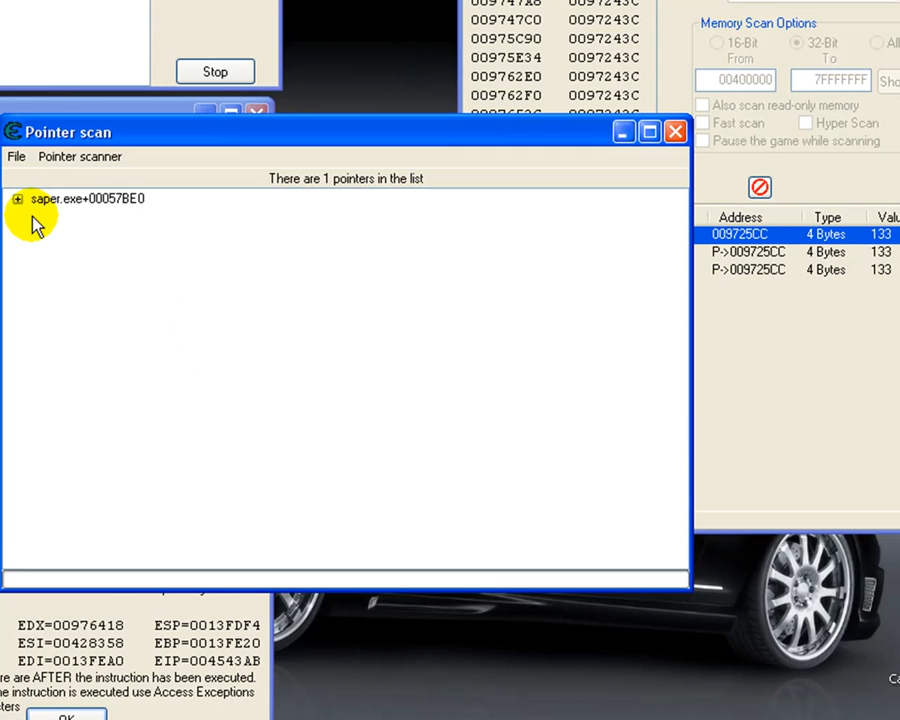 009747A8 0097243C
009747C0 0097243C
00975C90 0097243C
00975E34 0097243C
009762E0 0097243C
009762F0 0097243C
Stop
Memory Scan Options
16-Bit 32-Bit All
From To
00400000 7FFFFFFF Sho
Also scan read-only memory
Fast scan Hyper Scan
Pause the game while scanning
Pointer scan
File Pointer scanner
There are 1 pointers in the list
saper.exe+00057BE0
Address Type Valu
009725CC 4 Bytes 133
P->009725CC 4 Bytes 133
P->009725CC 4 Bytes 133
EDX=00976418 ESP=0013FDF4
ESI=00428358 EBP=0013FE20
EDI=0013FEA0 EIP=004543AB
re are AFTER the instruction has been executed.
ne instruction is executed use Access Exceptions
ters
OK
Ca